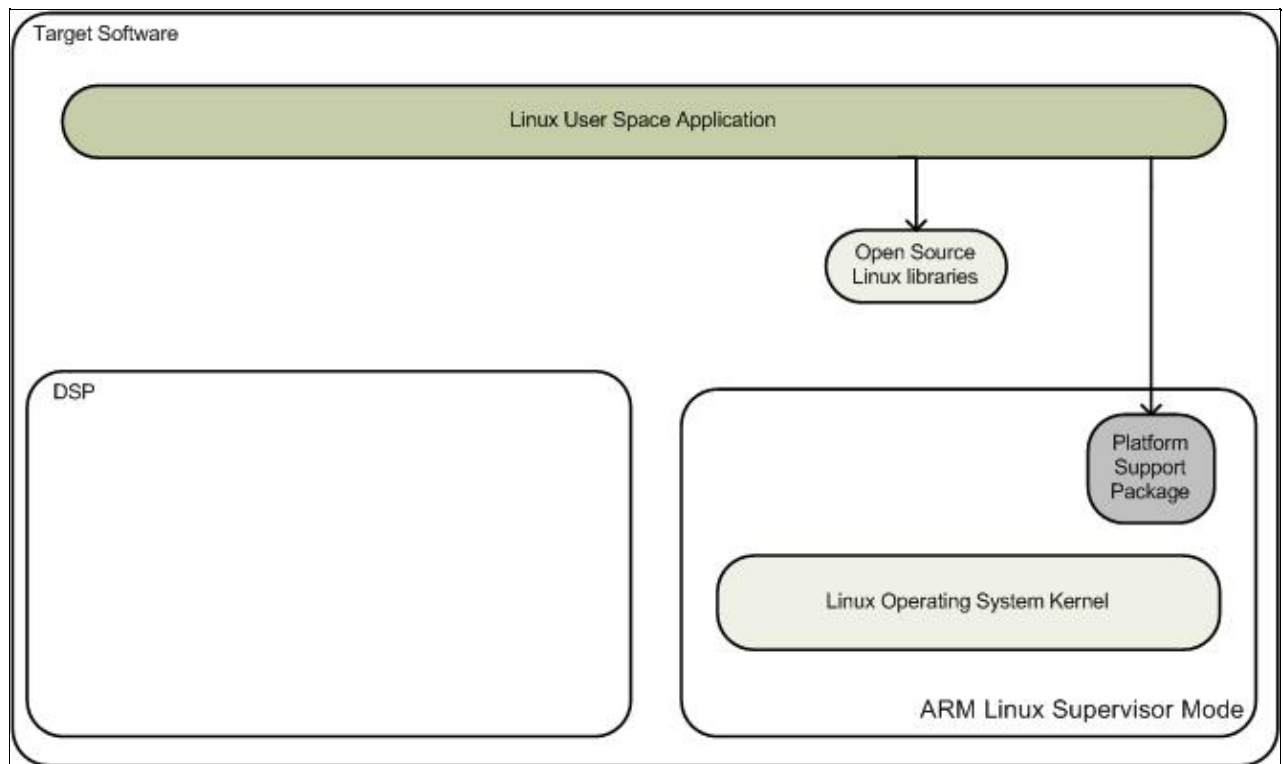 Target Software
Linux User Space Application
Open Source
Linux libraries
DSP
Platform
Support
Package
Linux Operating System Kernel
ARM Linux Supervisor Mode